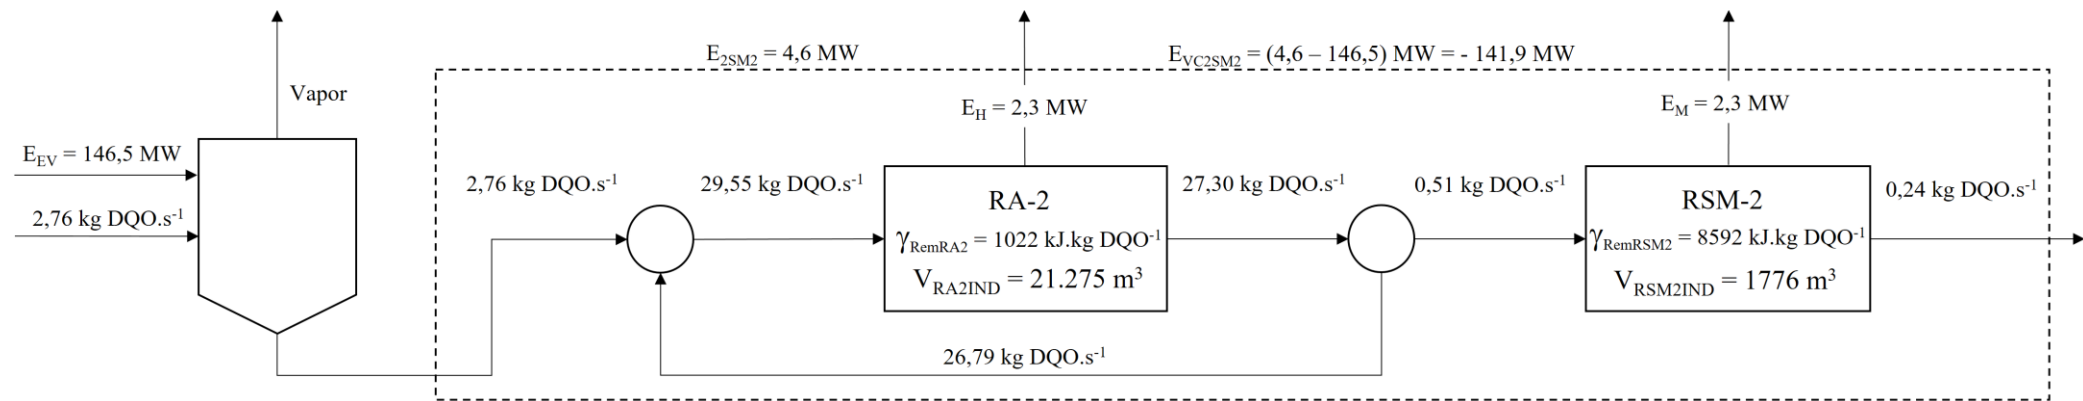 E2SM2 = 4,6 MW
EVC2SM2 = (4,6 – 146,5) MW = - 141,9 MW
Vapor
EH = 2,3 MW
EM = 2,3 MW
EEV = 146,5 MW
2,76 kg DQO.s-1
2,76 kg DQO.s-1
29,55 kg DQO.s-1
RA-2
γRemRA2 = 1022 kJ.kg DQO-1
VRA2IND = 21.275 m³
27,30 kg DQO.s-1
0,51 kg DQO.s-1
RSM-2
γRemRSM2 = 8592 kJ.kg DQO-1
VRSM2IND = 1776 m³
0,24 kg DQO.s-1
26,79 kg DQO.s-1